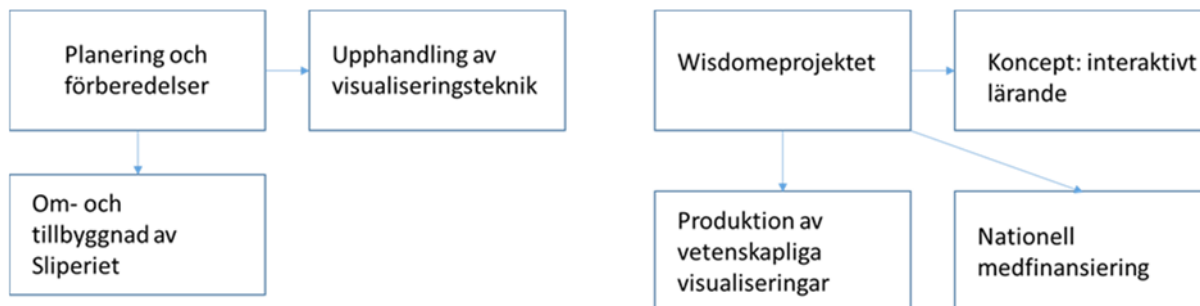 Planering och
förberedelser
Upphandling av
visualiseringsteknik
Om- och
tillbyggnad av
Sliperiet
Wisdomeprojektet
Koncept: interaktivt
lärande
Produktion av
vetenskapliga
visualiseringar
Nationell
medfinansiering